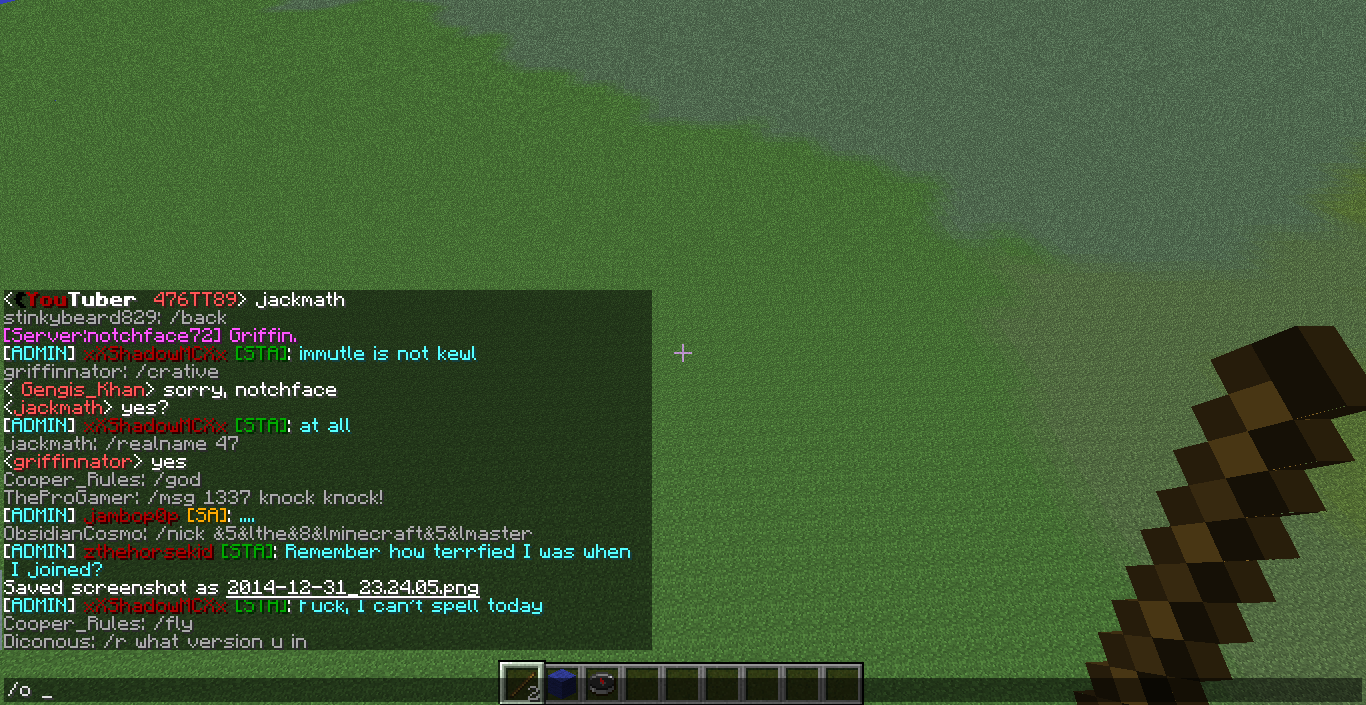 <YouTuber 476TT89> jackmath
stinkybeard829: /back
[Server:notchface72] Griffin.
[ADMIN] xXShadowMCXx [STA]: immutle is not kewl
griffinnator: /crative
< Gengis_Khan> sorry, notchface
<jackmath> yes?
[ADMIN] xXShadowMCXx [STA]: at all
jackmath: /realname 47
<griffinnator> yes
Cooper_Rules: /god
TheProGamer: /msg 1337 knock knock!
[ADMIN] jambop0p [SA]: ....
ObsidianCosmo: /nick &5&lthe&8&lminecraft&5&lmaster
[ADMIN] zthehorsekid [STA]: Remember how terrfied I was when
I joined?
Saved screenshot as 2014-12-31_23.24.05.png
[ADMIN] xXShadowMCXx [STA]: Fuck, I can't spell today
Cooper_Rules: /fly
Diconous: /r what version u in
2
/o _